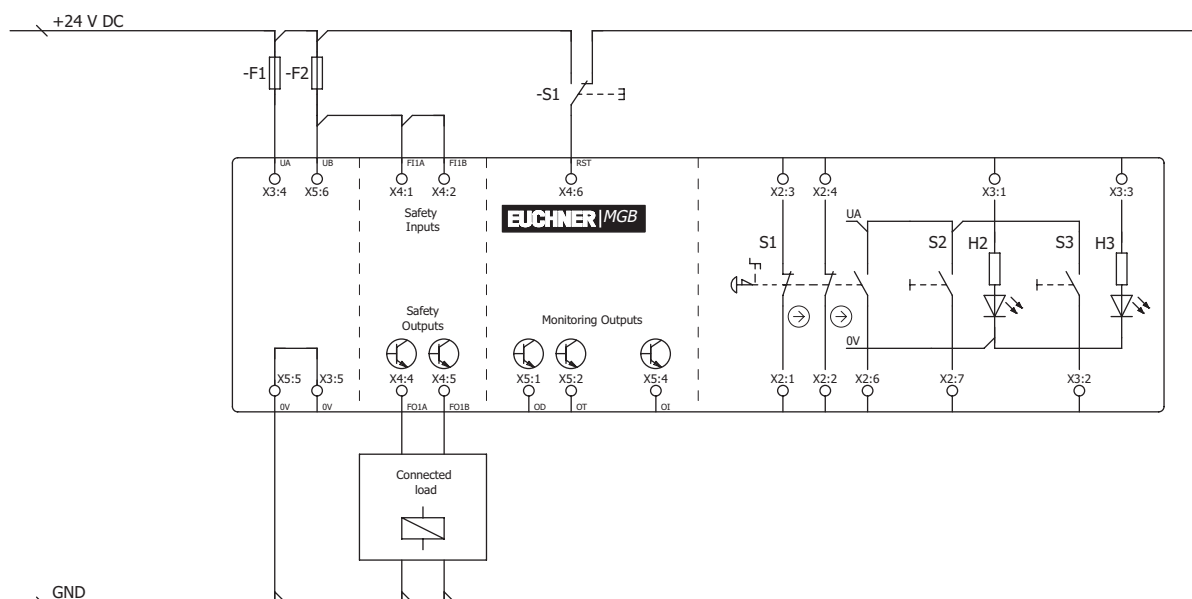 +24 V DC
-F1
-F2
-S1
UA
UB
FI1A
FI1B
RST
X3:4
X5:6
X4:1
X4:2
X4:6
X2:3
X2:4
X3:1
X3:3
Safety
Inputs
EUCHNER|MGB
UA
S1
S2
H2
S3
H3
Safety
Outputs
Monitoring Outputs
0V
X5:5
X3:5
X4:4
X4:5
X5:1
X5:2
X5:4
X2:1
X2:2
X2:6
X2:7
X3:2
0V
0V
FO1A
FO1B
OD
OT
OI
Connected
load
GND